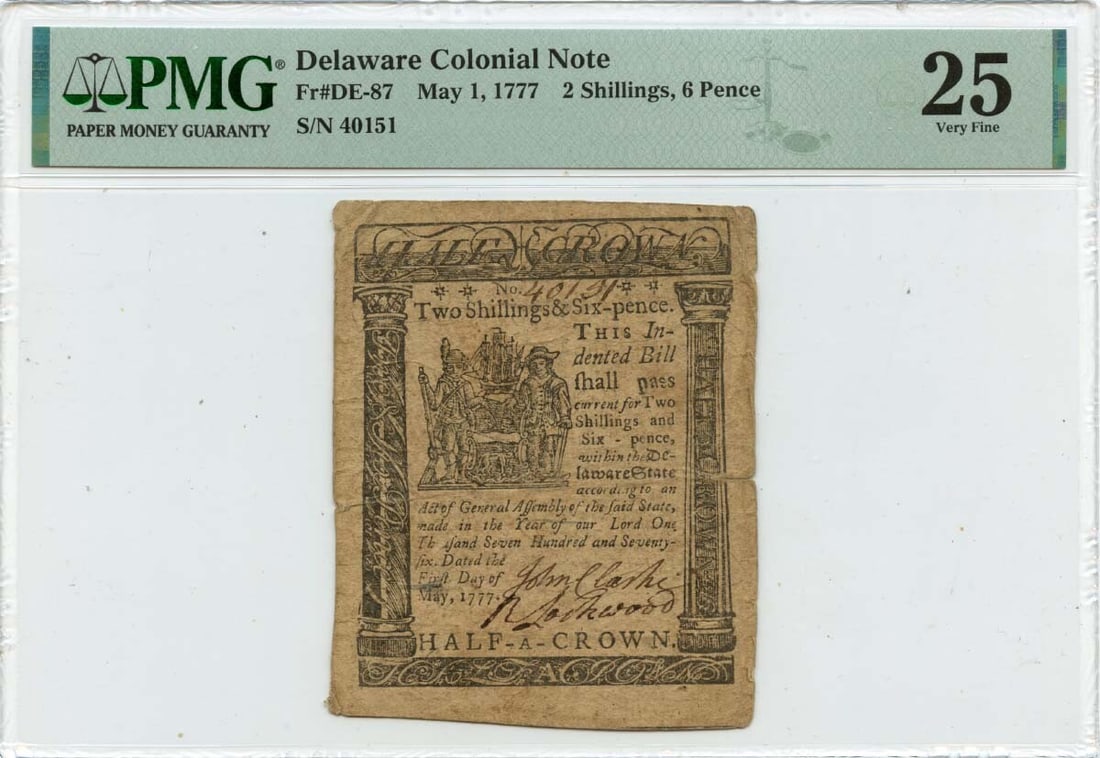 PMG®
PAPER MONEY GUARANTY
Delaware Colonial Note
Fr#DE-87 May 1, 1777 2 Shillings, 6 Pence
S/N 40151
25
Very Fine
HALF CROWN.
No. 40151
Two Shillings & Six-pence.
THIS In-
dented Bill
ſhall pass
current for Two
Shillings and
Six - pence,
within the De-
laware State
according to an
Act of General Aſſembly of the ſaid State,
made in the Year of our Lord One
Thouſand Seven Hundred and Seventy-
ſix. Dated the
Firſt Day of
May, 1777.
John Clarke
R Lockwood
HALF-A-CROWN.
HALF CROWN
A